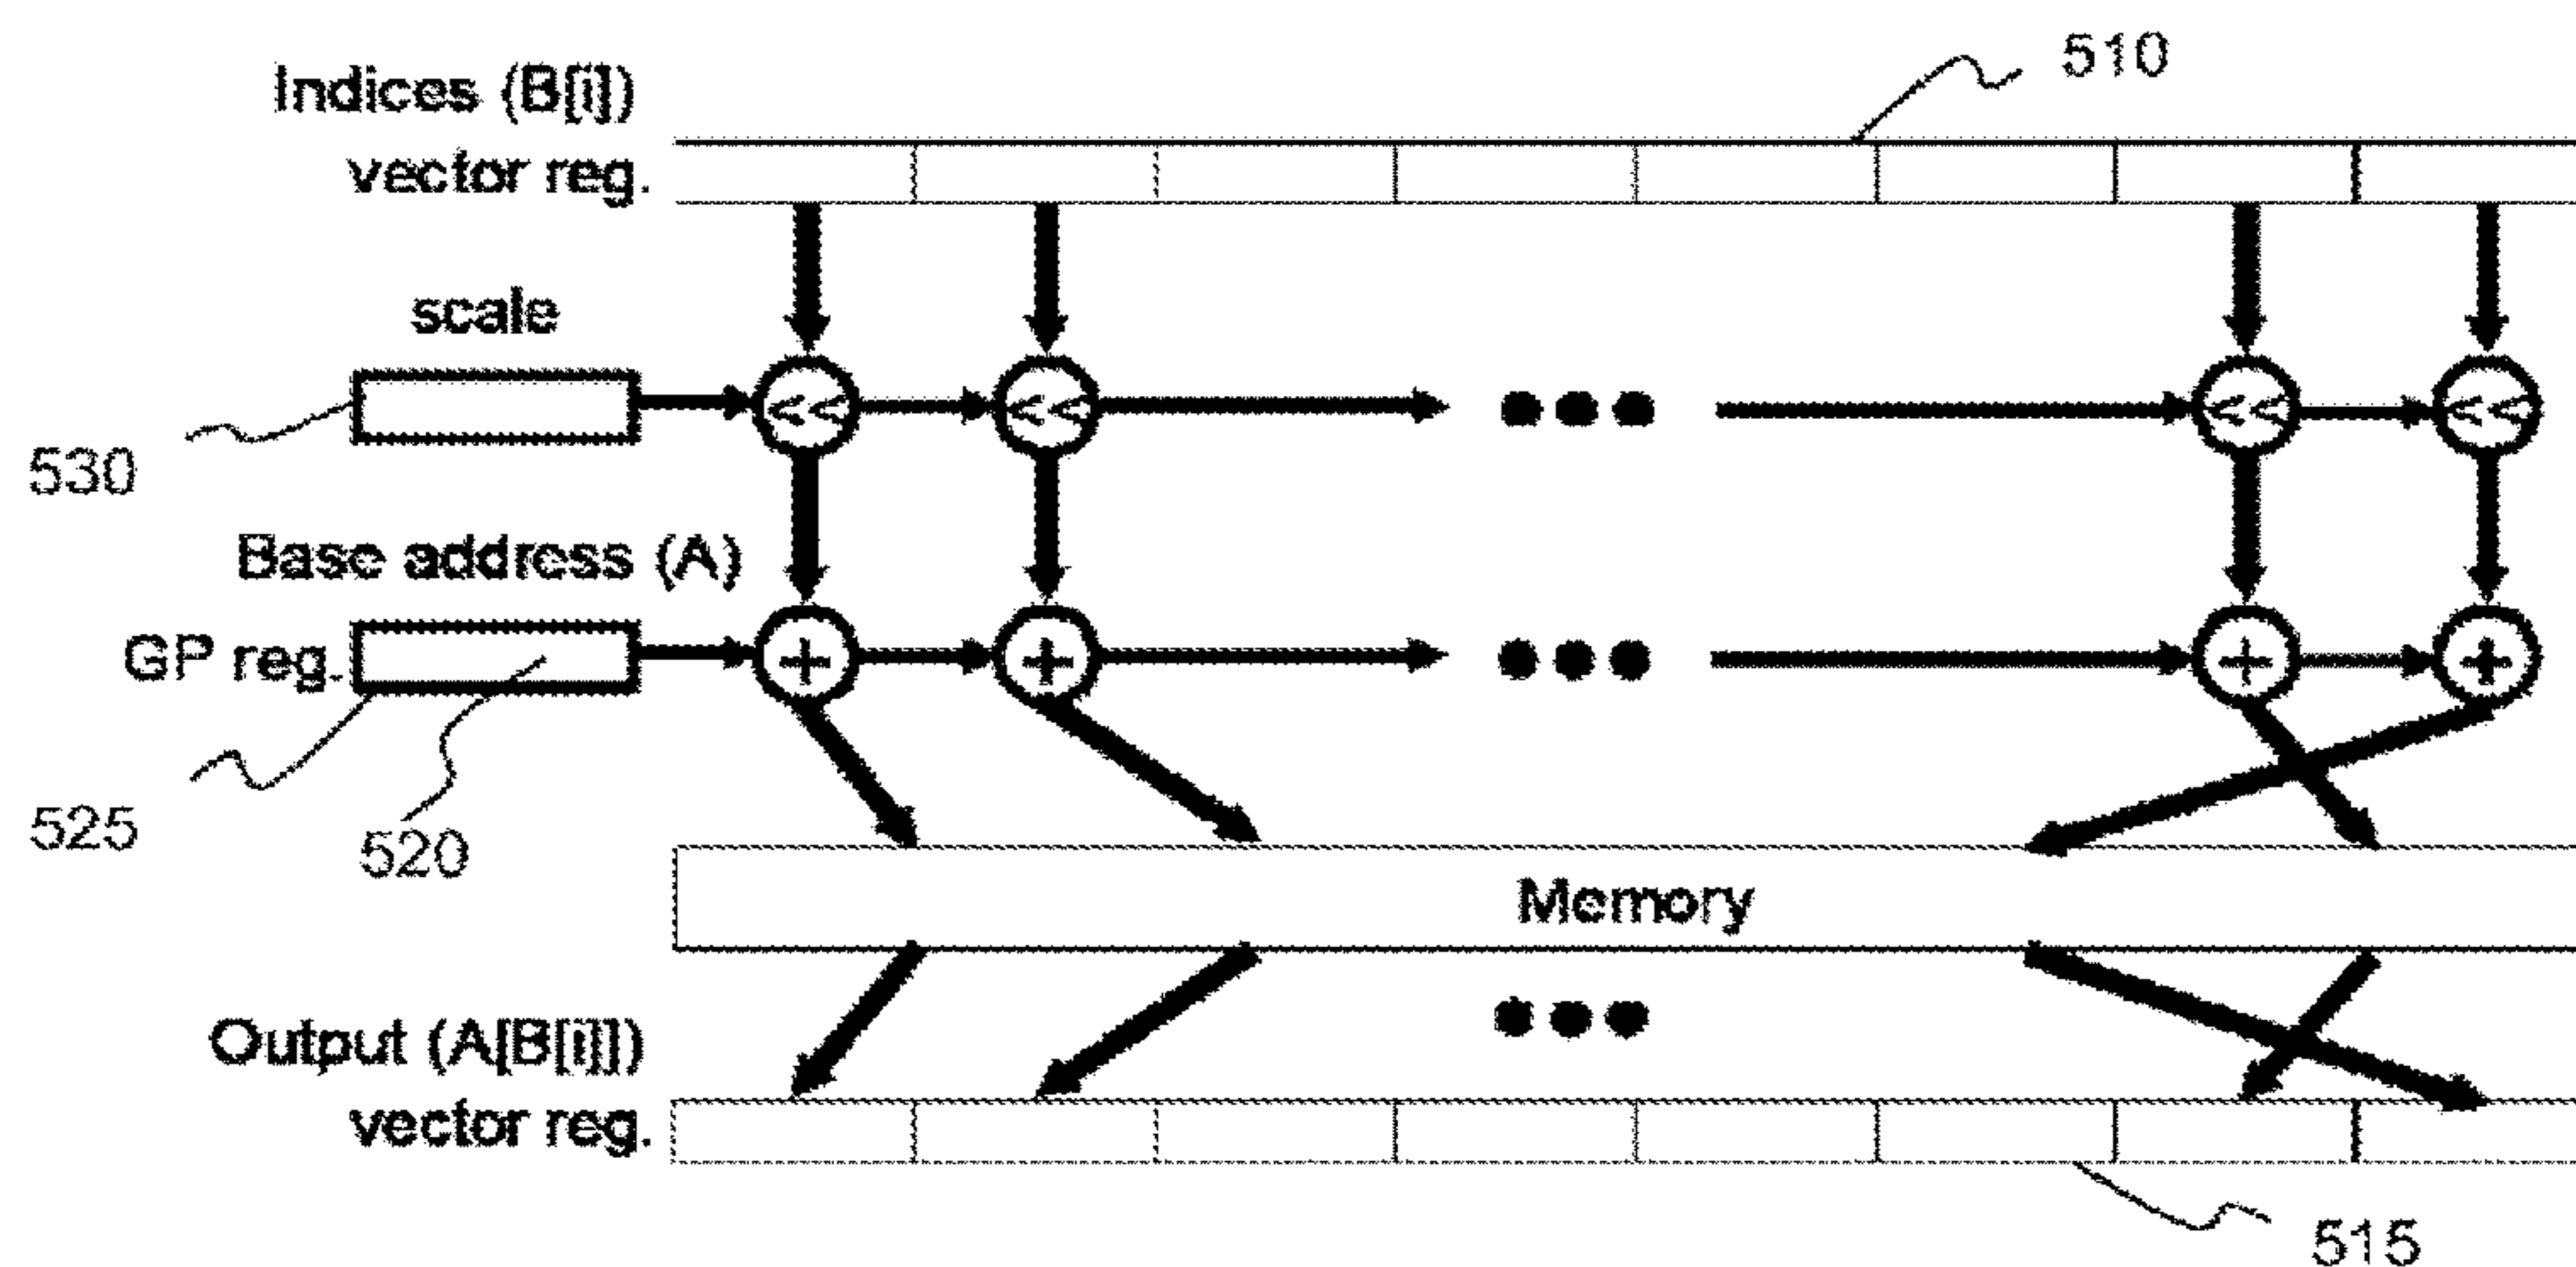 510
Indices (B[i])
vector reg.
scale
<< << << <<
530
Base address (A)
GP reg.
+ + + +
525
520
Memory
Output (A[B[i]])
vector reg.
515